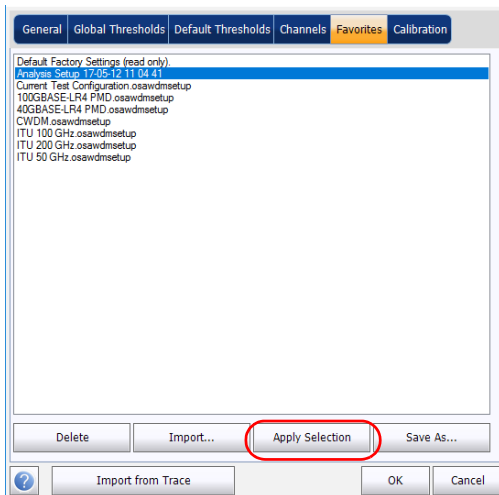 General Global Thresholds Default Thresholds Channels Favorites Calibration
Default Factory Settings (read only).
Analysis Setup 17-05-12 11 04 41
Current Test Configuration.osawdmsetup
100GBASE-LR4 PMD.osawdmsetup
40GBASE-LR4 PMD.osawdmsetup
CWDM.osawdmsetup
ITU 100 GHz.osawdmsetup
ITU 200 GHz.osawdmsetup
ITU 50 GHz.osawdmsetup
Delete Import... Apply Selection Save As...
? Import from Trace OK Cancel